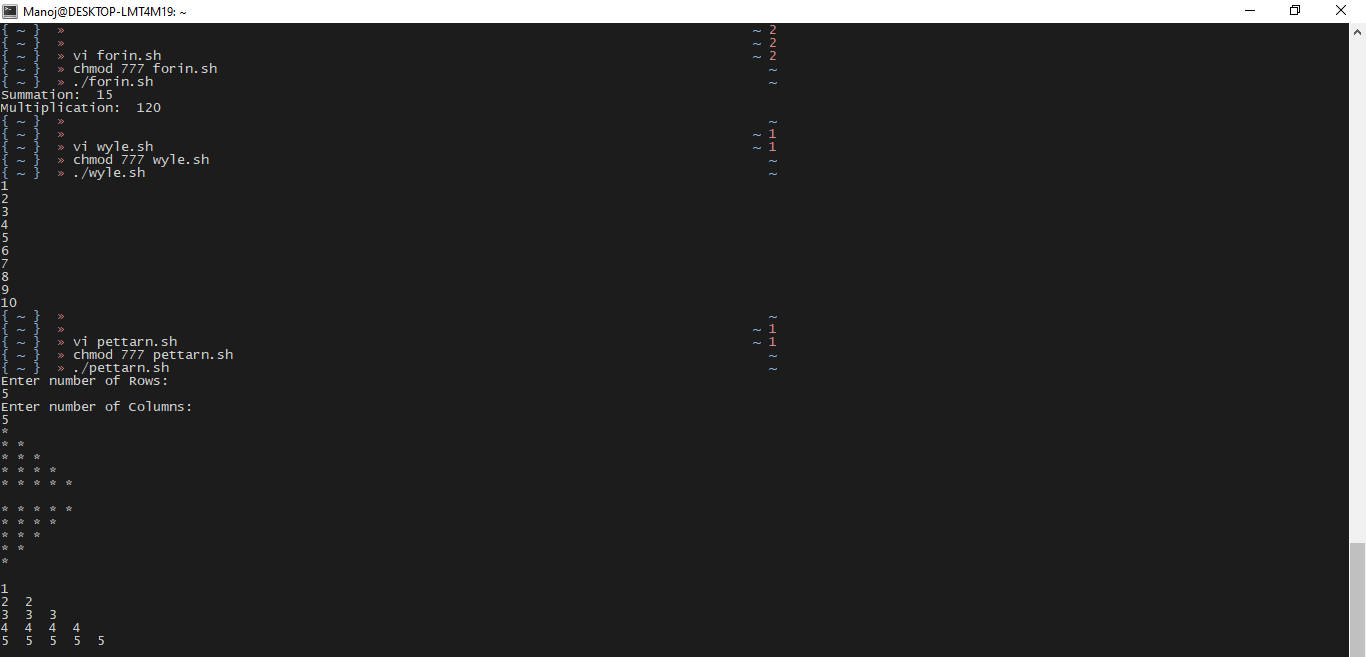 Manoj@DESKTOP-LMT4M19: ~
{ ~ }  »  ~ 2
{ ~ }  »  ~ 2
{ ~ }  » vi forin.sh  ~ 2
{ ~ }  » chmod 777 forin.sh  ~
{ ~ }  » ./forin.sh  ~
Summation:  15
Multiplication:  120
{ ~ }  »  ~
{ ~ }  »  ~ 1
{ ~ }  » vi wyle.sh  ~ 1
{ ~ }  » chmod 777 wyle.sh  ~
{ ~ }  » ./wyle.sh  ~
1
2
3
4
5
6
7
8
9
10
{ ~ }  »  ~
{ ~ }  »  ~ 1
{ ~ }  » vi pettarn.sh  ~ 1
{ ~ }  » chmod 777 pettarn.sh  ~
{ ~ }  » ./pettarn.sh  ~
Enter number of Rows:
5
Enter number of Columns:
5
*
* *
* * *
* * * *
* * * * *

* * * * *
* * * *
* * *
* *
*

1
2  2
3  3  3
4  4  4  4
5  5  5  5  5